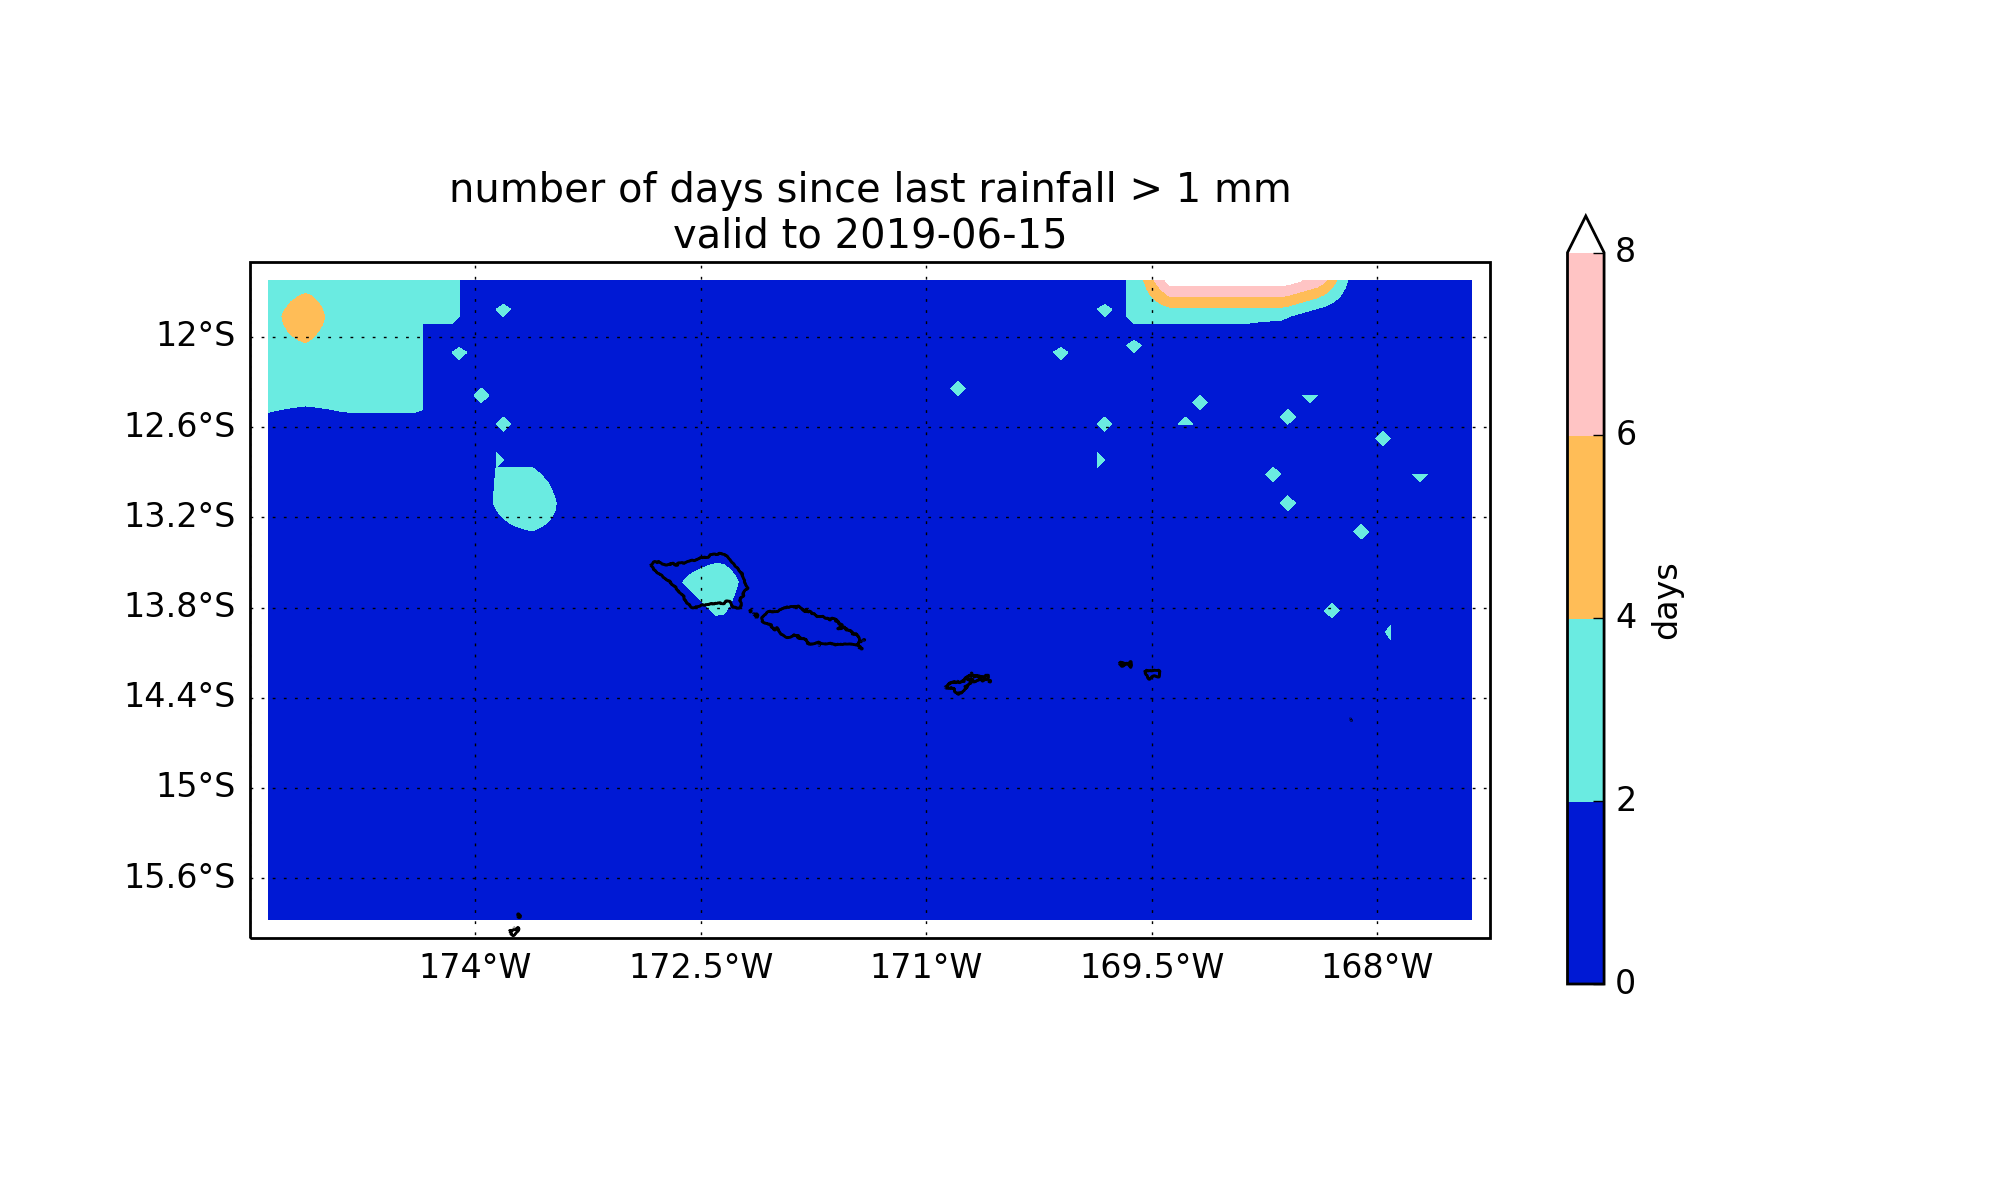 number of days since last rainfall > 1 mm
valid to 2019-06-15
12°S
12.6°S
13.2°S
13.8°S
14.4°S
15°S
15.6°S
174°W 172.5°W 171°W 169.5°W 168°W
8
6
4
2
0
days